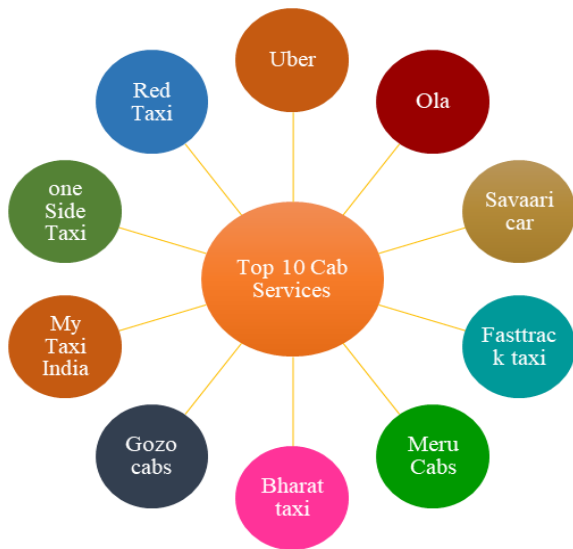 Uber
Ola
Savaari
car
Fasttrac
k taxi
Meru
Cabs
Bharat
taxi
Gozo
cabs
My
Taxi
India
one
Side
Taxi
Red
Taxi
Top 10 Cab
Services